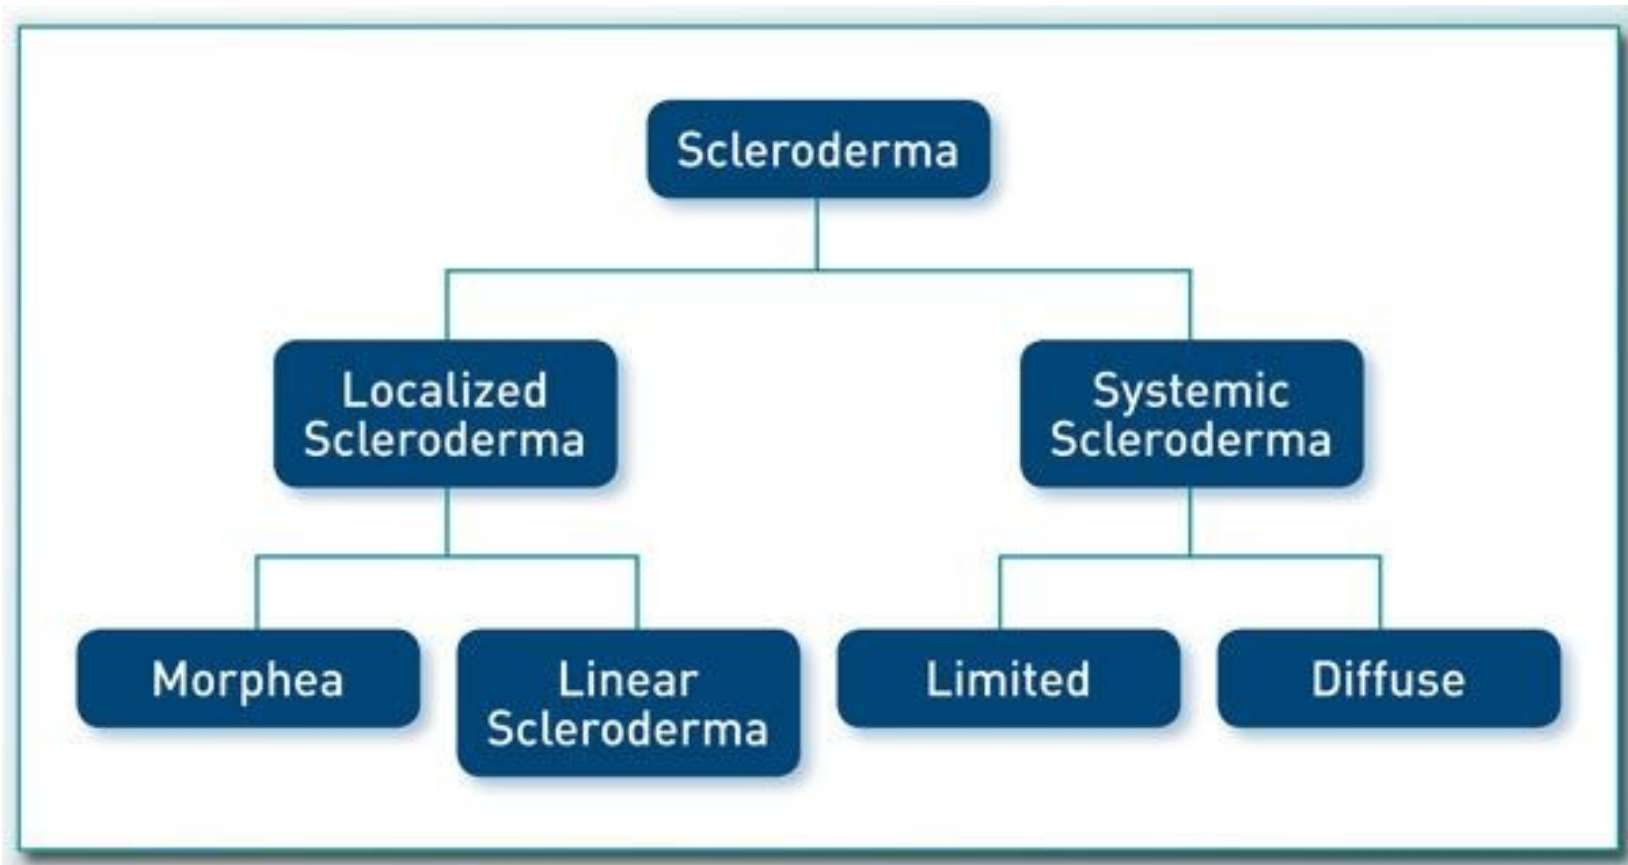 Scleroderma
Localized
Scleroderma
Systemic
Scleroderma
Morphea
Linear
Scleroderma
Limited
Diffuse